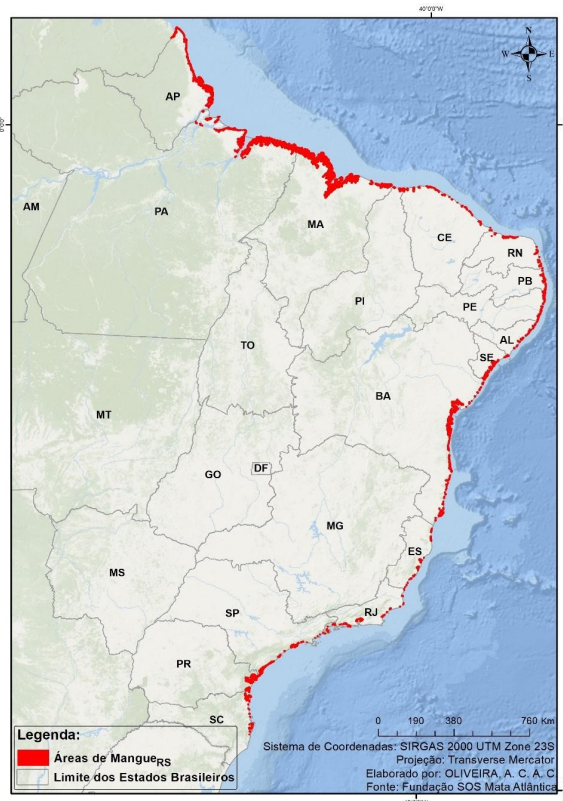 40°0'0"W
N
W E
S
AP
0°0'0"
AM
PA
MA
CE
RN
PB
PI
PE
AL
TO
SE
BA
MT
GO
DF
MG
ES
MS
SP
RJ
PR
SC
Legenda:
Áreas de Mangue
RS
Limite dos Estados Brasileiros
0 190 380 760 Km
Sistema de Coordenadas: SIRGAS 2000 UTM Zone 23S
Projeção: Transverse Mercator
Elaborado por: OLIVEIRA, A. C. A. C.
Fonte: Fundação SOS Mata Atlântica